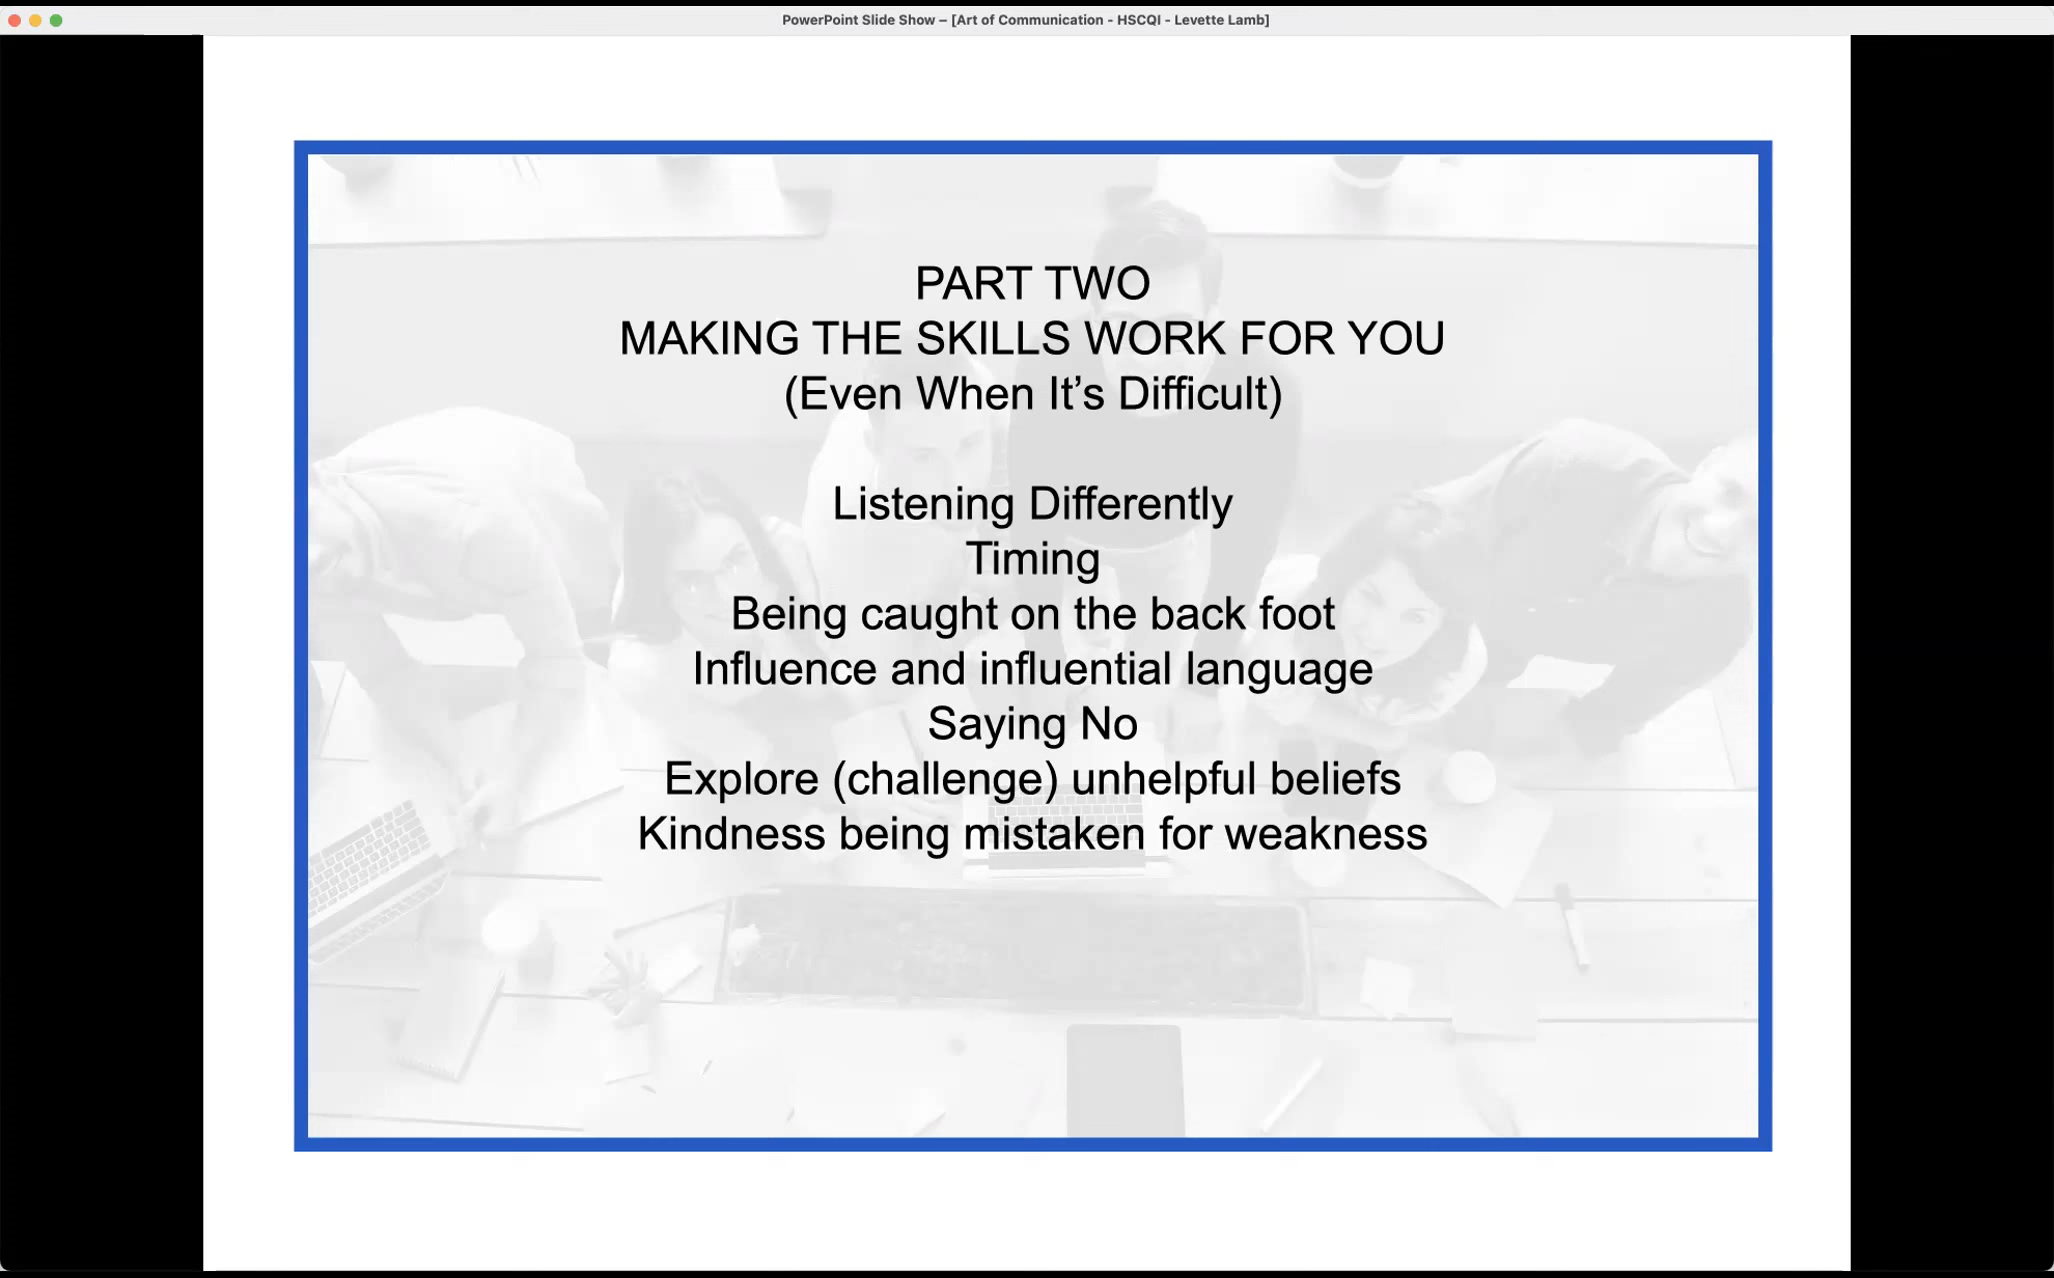 PowerPoint Slide Show – [Art of Communication - HSCQI - Levette Lamb]
PART TWO
MAKING THE SKILLS WORK FOR YOU
(Even When It’s Difficult)
Listening Differently
Timing
Being caught on the back foot
Influence and influential language
Saying No
Explore (challenge) unhelpful beliefs
Kindness being mistaken for weakness